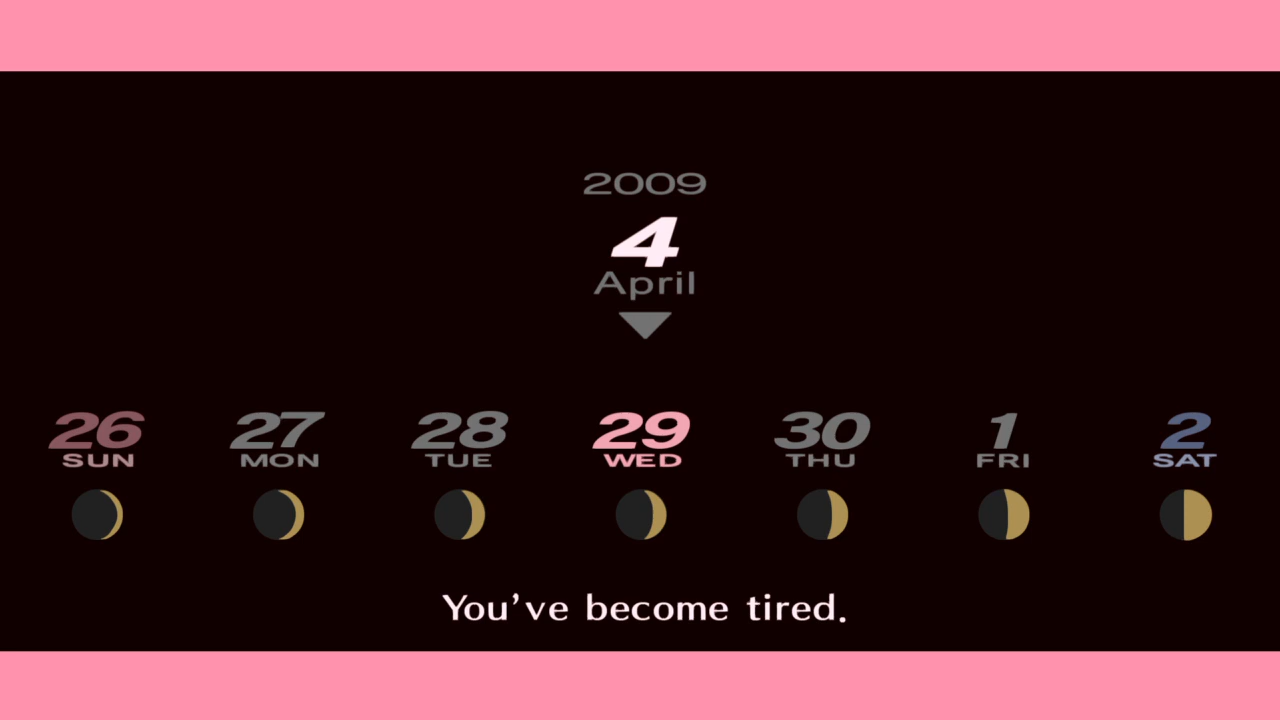 2009
4
April
26 27 28 29 30 1 2
SUN MON TUE WED THU FRI SAT
You've become tired.